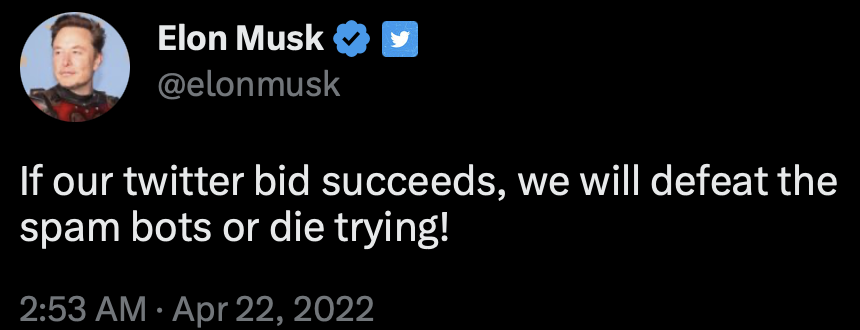 Elon Musk
@elonmusk
If our twitter bid succeeds, we will defeat the
spam bots or die trying!
2:53 AM · Apr 22, 2022